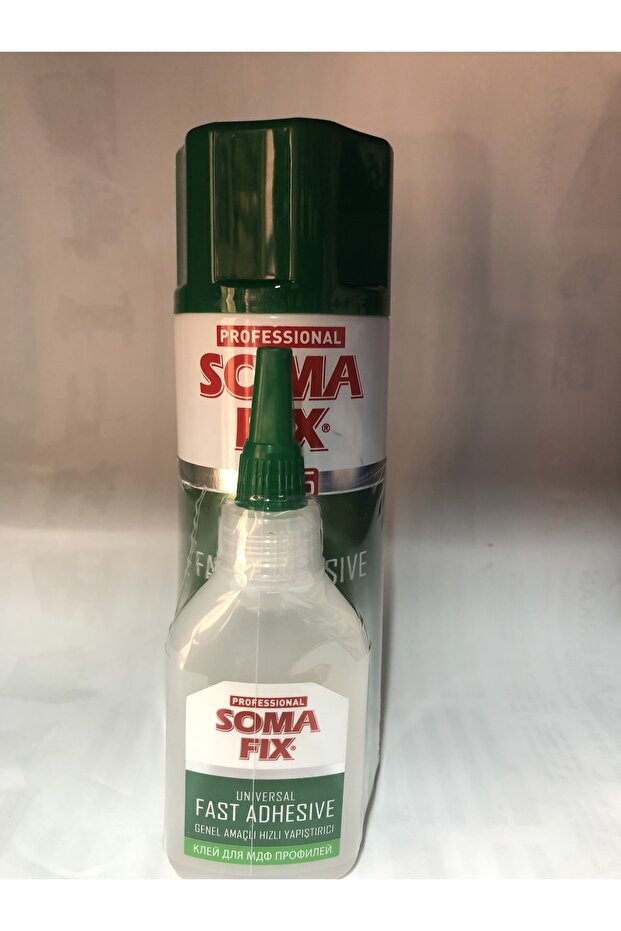 PROFESSIONAL
SOMA
FIX®
PROFESSIONAL
SOMA
FIX®
UNIVERSAL
FAST ADHESIVE
GENEL AMAÇLI HIZLI YAPIŞTIRICI
КЛЕЙ ДЛЯ МДФ ПРОФИЛЕЙ